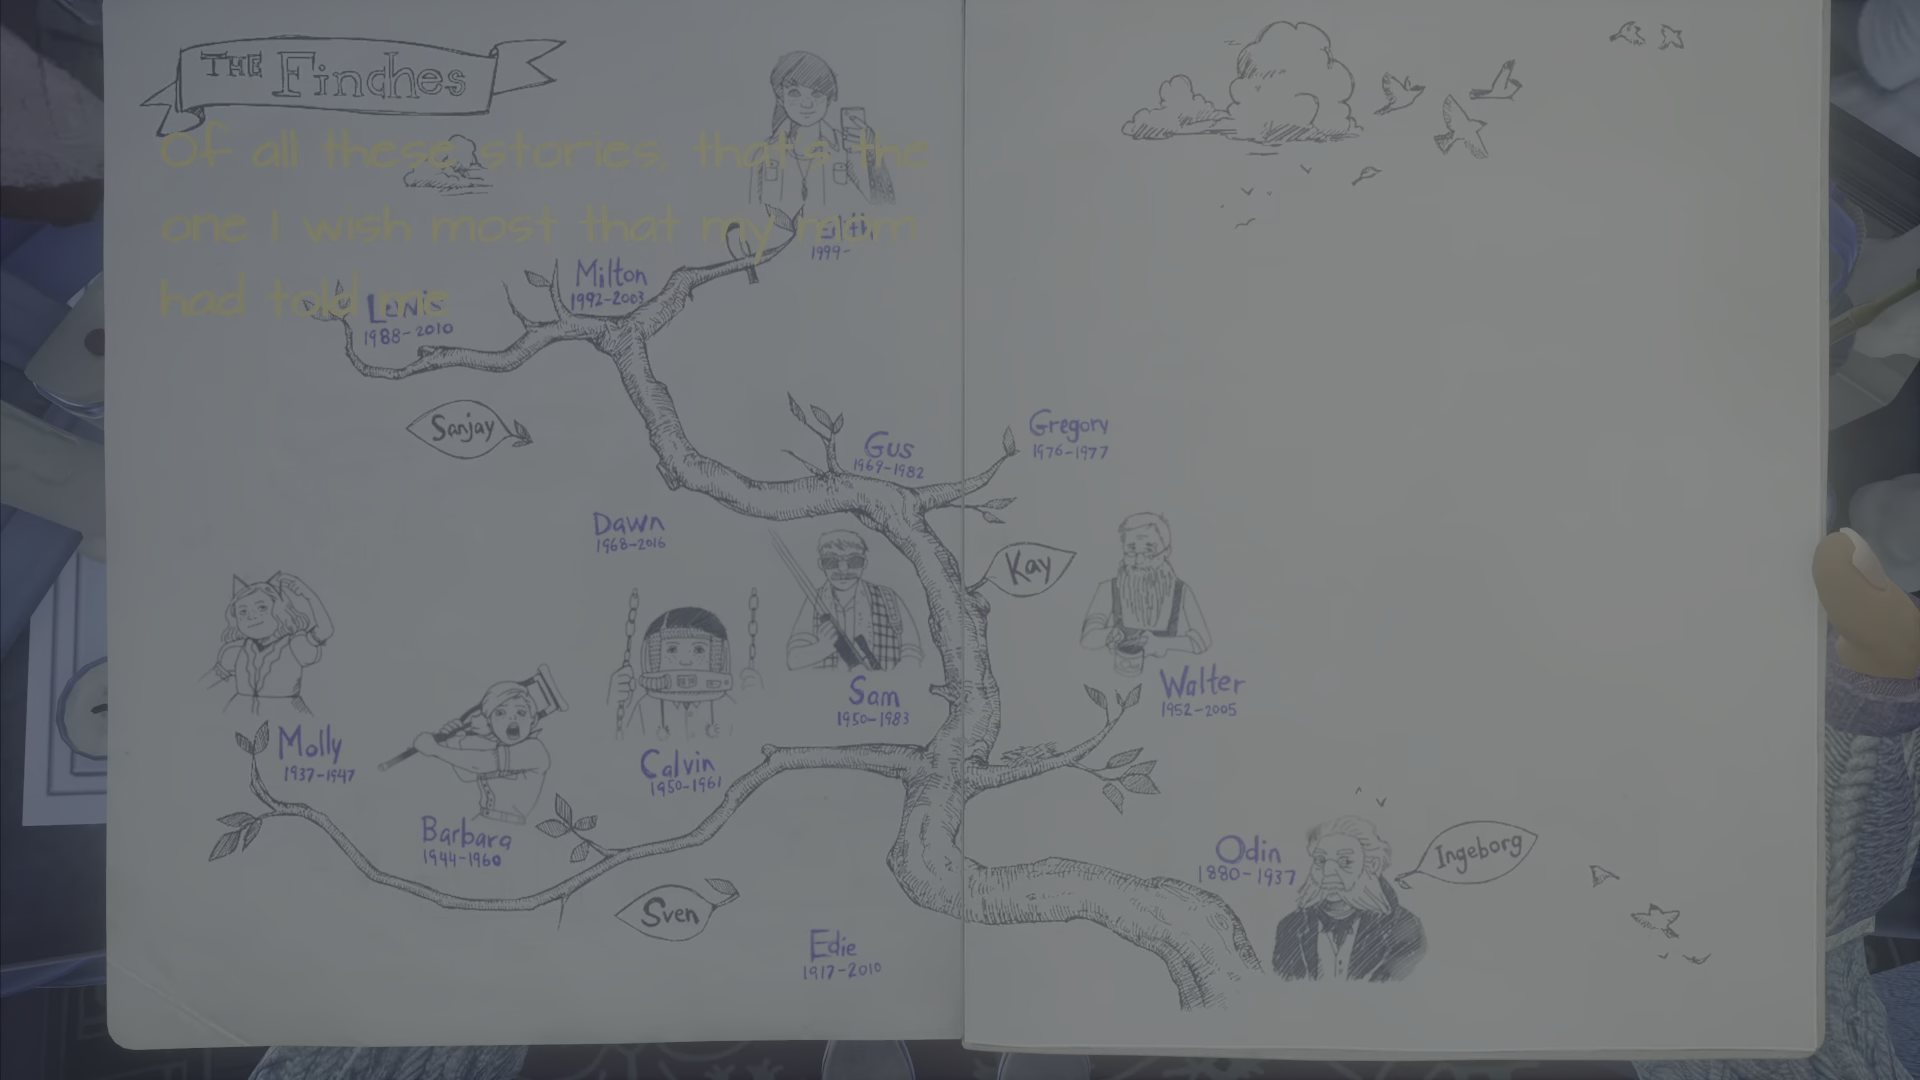 THE Finches
Of all these stories, that's the
one I wish most that my mom
had told me
Edith
1999-
Milton
1992-2003
Lewis
1988-2010
Sanjay
Gus
1969-1982
Gregory
1976-1977
Dawn
1968-2016
Kay
Sam
1950-1983
Walter
1952-2005
Molly
1937-1947
Calvin
1950-1961
Barbara
1944-1960
Odin
1880-1937
Ingeborg
Sven
Edie
1917-2010